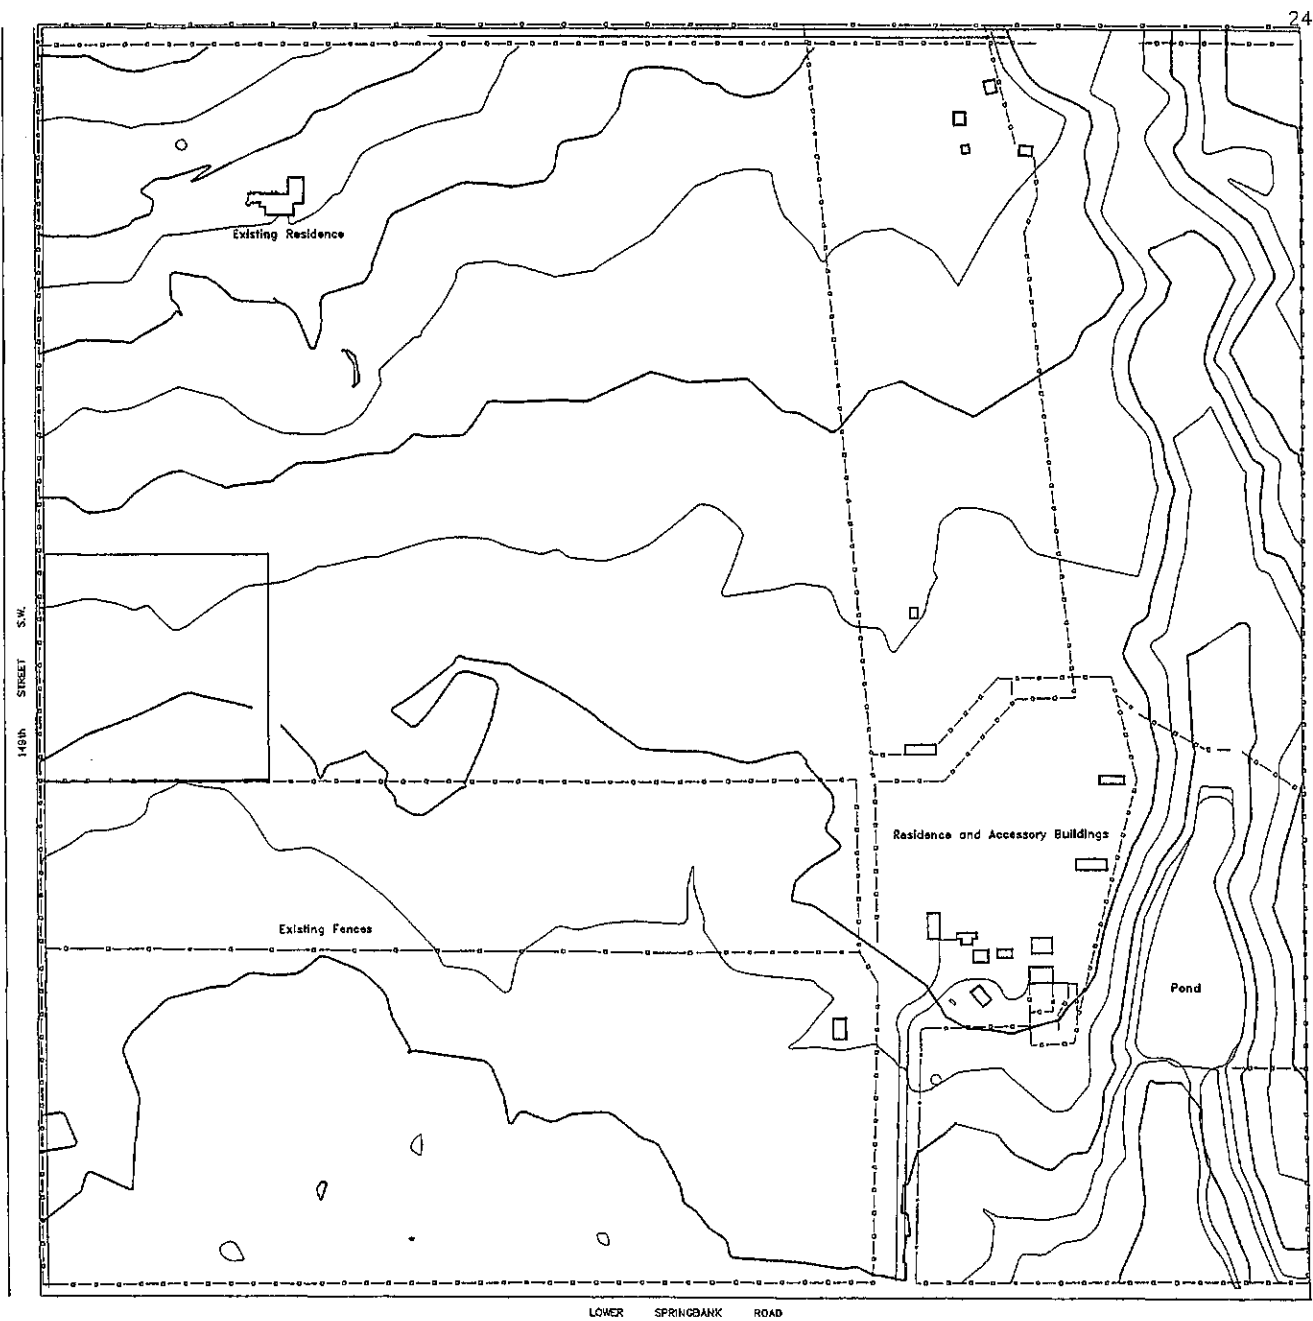 24
Existing Residence
149th STREET S.W.
Residence and Accessory Buildings
Existing Fences
Pond
LOWER SPRINGBANK ROAD